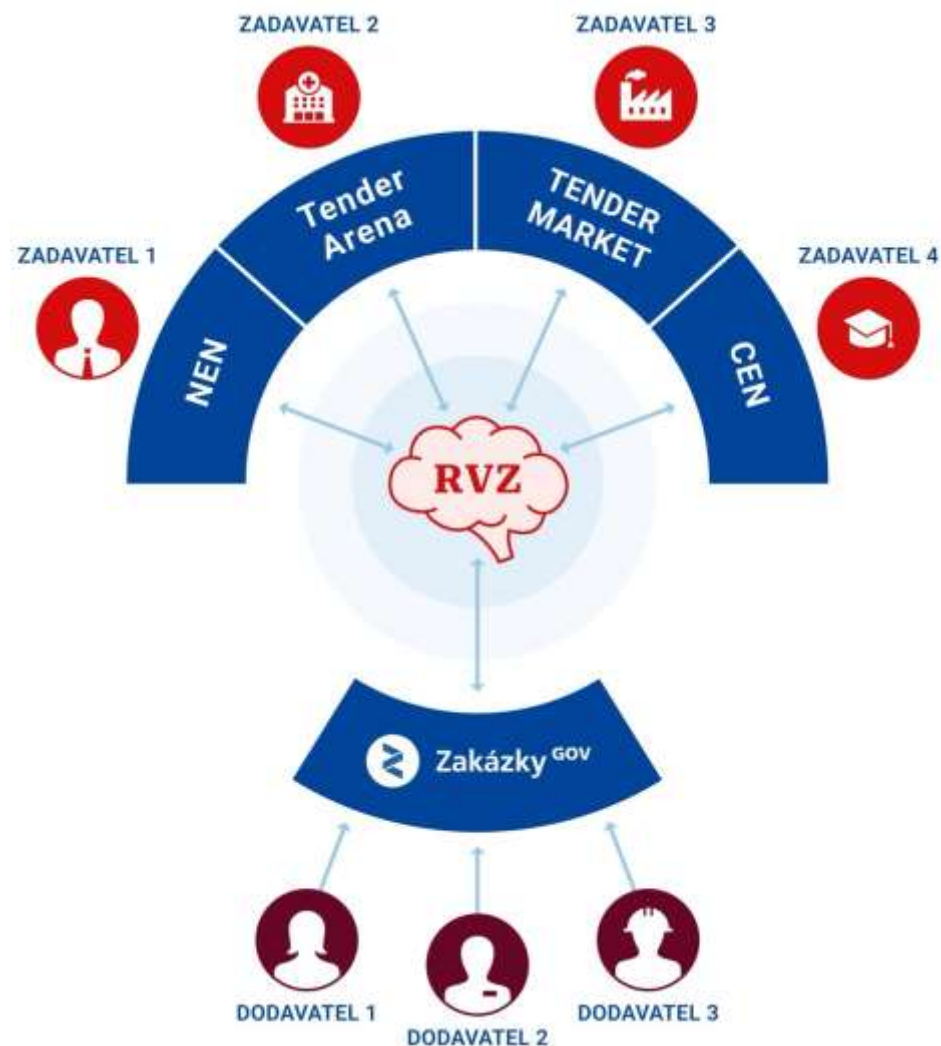 ZADAVATEL 2
ZADAVATEL 3
Tender
Arena
TENDER
MARKET
ZADAVATEL 1
ZADAVATEL 4
NEN
CEN
RVZ
Zakázky GOV
DODAVATEL 1
DODAVATEL 2
DODAVATEL 3